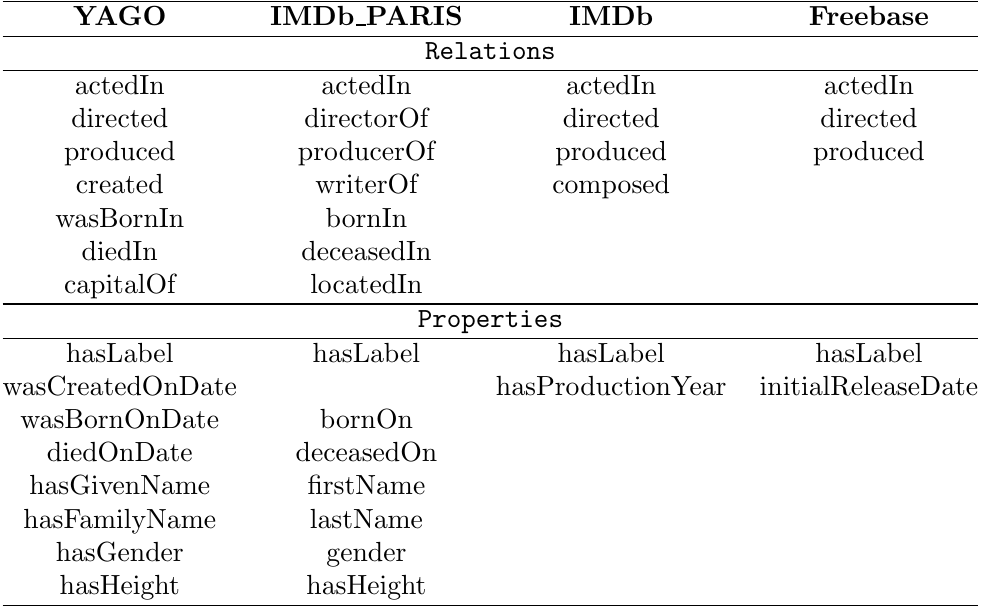 YAGO IMDb_PARIS IMDb Freebase
Relations
actedIn actedIn actedIn actedIn
directed directorOf directed directed
produced producerOf produced produced
created writerOf composed
wasBornIn bornIn
diedIn deceasedIn
capitalOf locatedIn
Properties
hasLabel hasLabel hasLabel hasLabel
wasCreatedOnDate hasProductionYear initialReleaseDate
wasBornOnDate bornOn
diedOnDate deceasedOn
hasGivenName firstName
hasFamilyName lastName
hasGender gender
hasHeight hasHeight